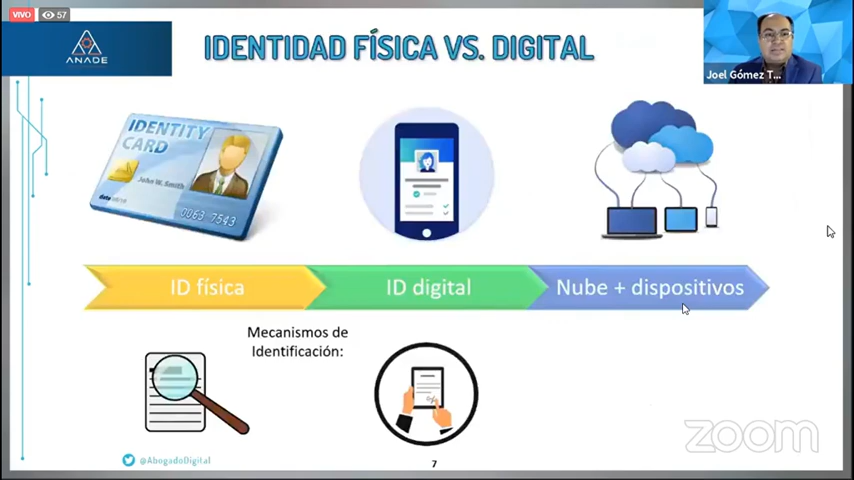 VIVO
57
ANADE
IDENTIDAD FÍSICA VS. DIGITAL
Joel Gómez T...
IDENTITY
CARD
John W. Smith
0063 7543
ID física
ID digital
Nube + dispositivos
Mecanismos de
Identificación:
@AbogadoDigital
7
zoom